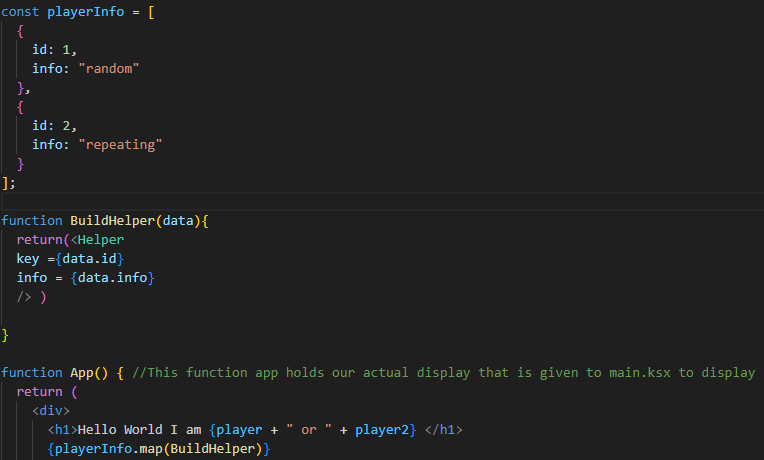 const playerInfo = [
  {
    id: 1,
    info: "random"
  },
  {
    id: 2,
    info: "repeating"
  }
];
function BuildHelper(data){
  return(<Helper
  key ={data.id}
  info = {data.info}
  /> )
}
function App() { //This function app holds our actual display that is given to main.ksx to display
  return (
    <div>
      <h1>Hello World I am {player + " or " + player2} </h1>
      {playerInfo.map(BuildHelper)}